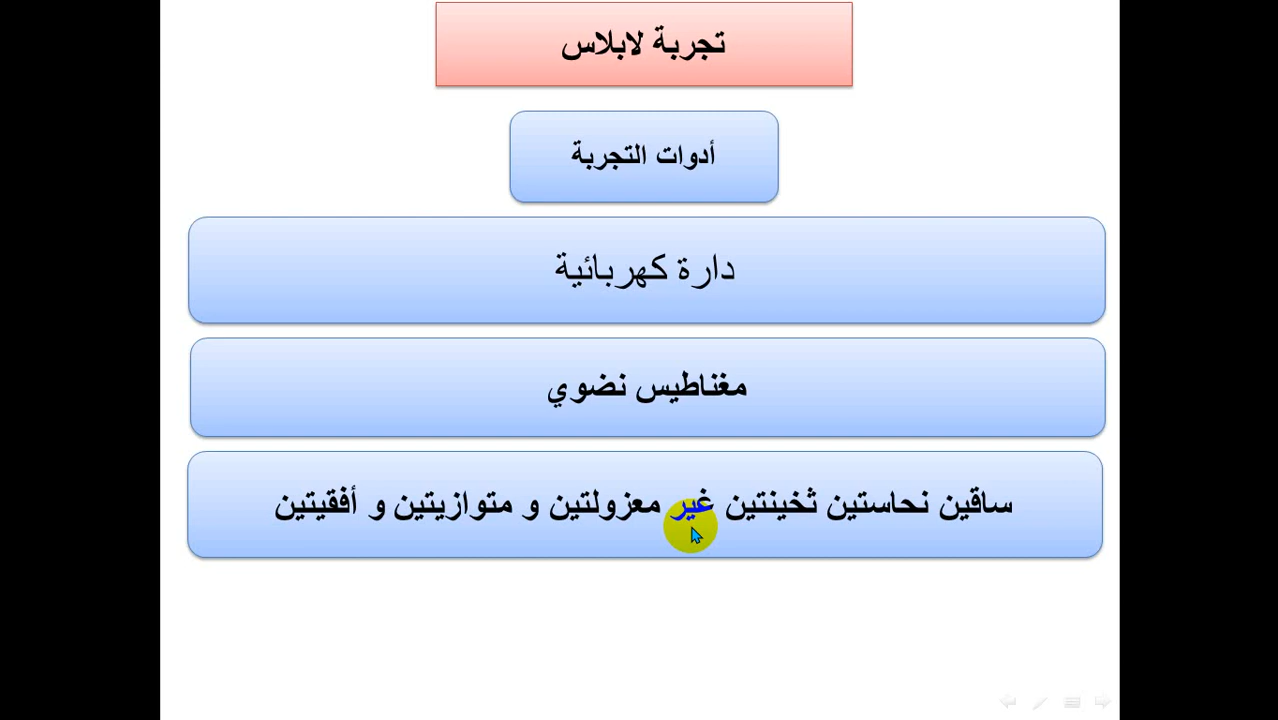 تجربة لابلاس
أدوات التجربة
دارة كهربائية
مغناطيس نضوي
ساقين نحاستين ثخينتين غير معزولتين و متوازيتين و أفقيتين